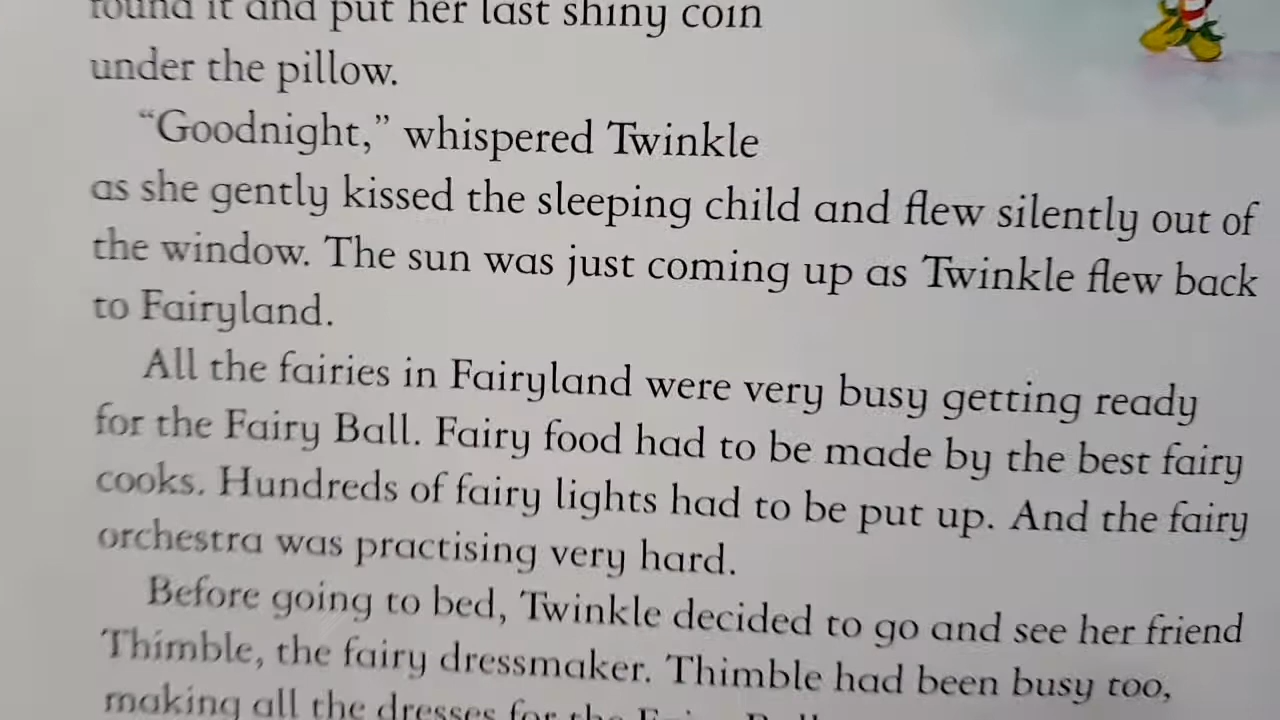 found it and put her last shiny coin
under the pillow.
“Goodnight,” whispered Twinkle
as she gently kissed the sleeping child and flew silently out of
the window. The sun was just coming up as Twinkle flew back
to Fairyland.
All the fairies in Fairyland were very busy getting ready
for the Fairy Ball. Fairy food had to be made by the best fairy
cooks. Hundreds of fairy lights had to be put up. And the fairy
orchestra was practising very hard.
Before going to bed, Twinkle decided to go and see her friend
Thimble, the fairy dressmaker. Thimble had been busy too,
making all the dresses for the Fairy Ball